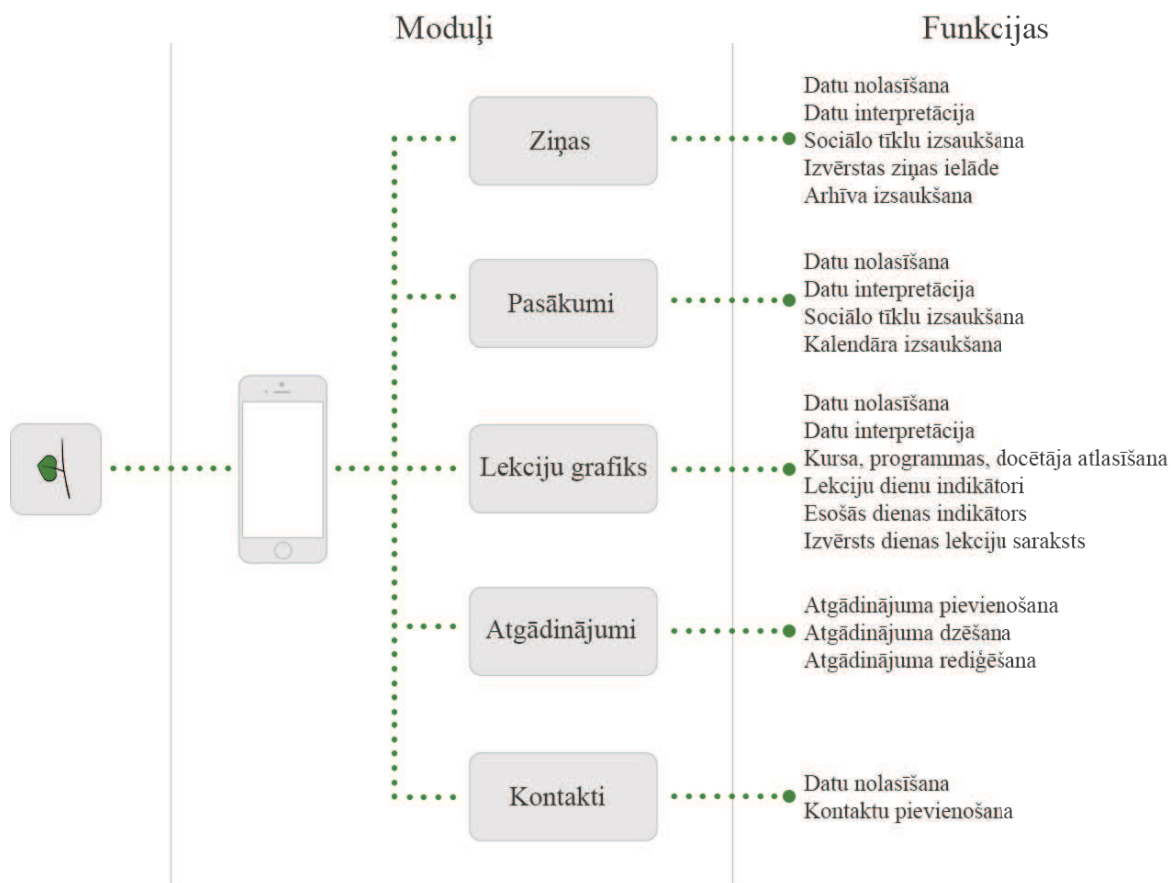 Moduļi
Funkcijas
Ziņas
Datu nolasīšana
Datu interpretācija
Sociālo tīklu izsaukšana
Izvērstas ziņas ielāde
Arhīva izsaukšana
Pasākumi
Datu nolasīšana
Datu interpretācija
Sociālo tīklu izsaukšana
Kalendāra izsaukšana
Lekciju grafiks
Datu nolasīšana
Datu interpretācija
Kursa, programmas, docētāja atlasīšana
Lekciju dienu indikātori
Esošās dienas indikātors
Izvērsts dienas lekciju saraksts
Atgādinājumi
Atgādinājuma pievienošana
Atgādinājuma dzēšana
Atgādinājuma rediģēšana
Kontakti
Datu nolasīšana
Kontaktu pievienošana